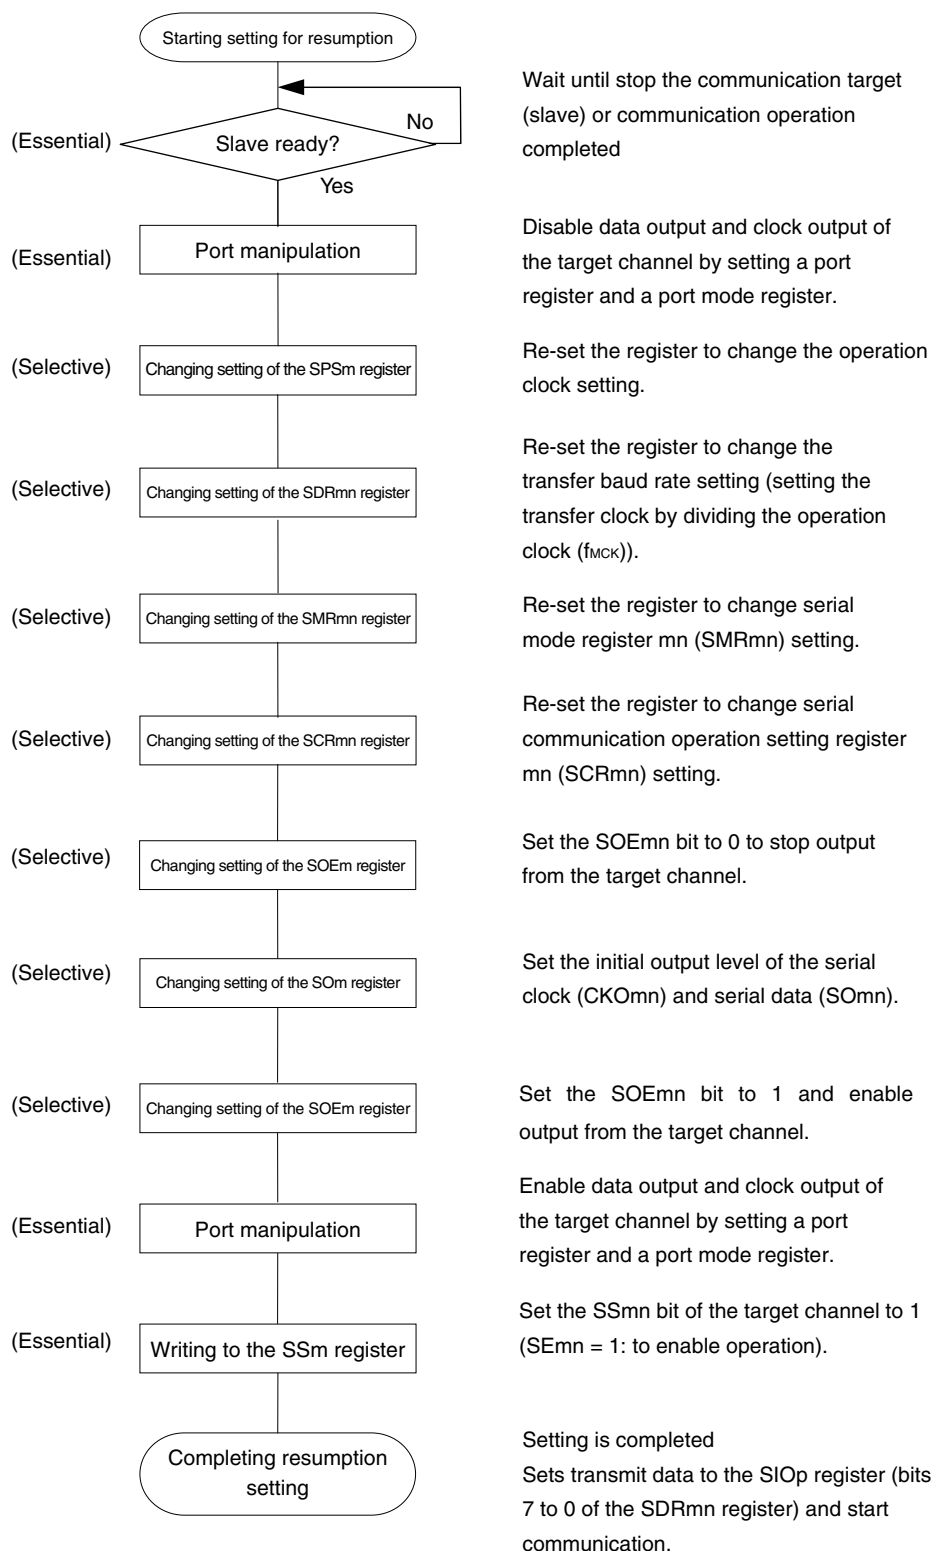 Starting setting for resumption
Wait until stop the communication target
(slave) or communication operation
completed
(Essential)
Slave ready?
No
Yes
(Essential)
Port manipulation
Disable data output and clock output of
the target channel by setting a port
register and a port mode register.
(Selective)
Changing setting of the SPSm register
Re-set the register to change the operation
clock setting.
(Selective)
Changing setting of the SDRmn register
Re-set the register to change the
transfer baud rate setting (setting the
transfer clock by dividing the operation
clock (fMCK)).
(Selective)
Changing setting of the SMRmn register
Re-set the register to change serial
mode register mn (SMRmn) setting.
(Selective)
Changing setting of the SCRmn register
Re-set the register to change serial
communication operation setting register
mn (SCRmn) setting.
(Selective)
Changing setting of the SOEm register
Set the SOEmn bit to 0 to stop output
from the target channel.
(Selective)
Changing setting of the SOm register
Set the initial output level of the serial
clock (CKOmn) and serial data (SOmn).
(Selective)
Changing setting of the SOEm register
Set the SOEmn bit to 1 and enable
output from the target channel.
(Essential)
Port manipulation
Enable data output and clock output of
the target channel by setting a port
register and a port mode register.
(Essential)
Writing to the SSm register
Set the SSmn bit of the target channel to 1
(SEmn = 1: to enable operation).
Completing resumption
setting
Setting is completed
Sets transmit data to the SIOp register (bits
7 to 0 of the SDRmn register) and start
communication.